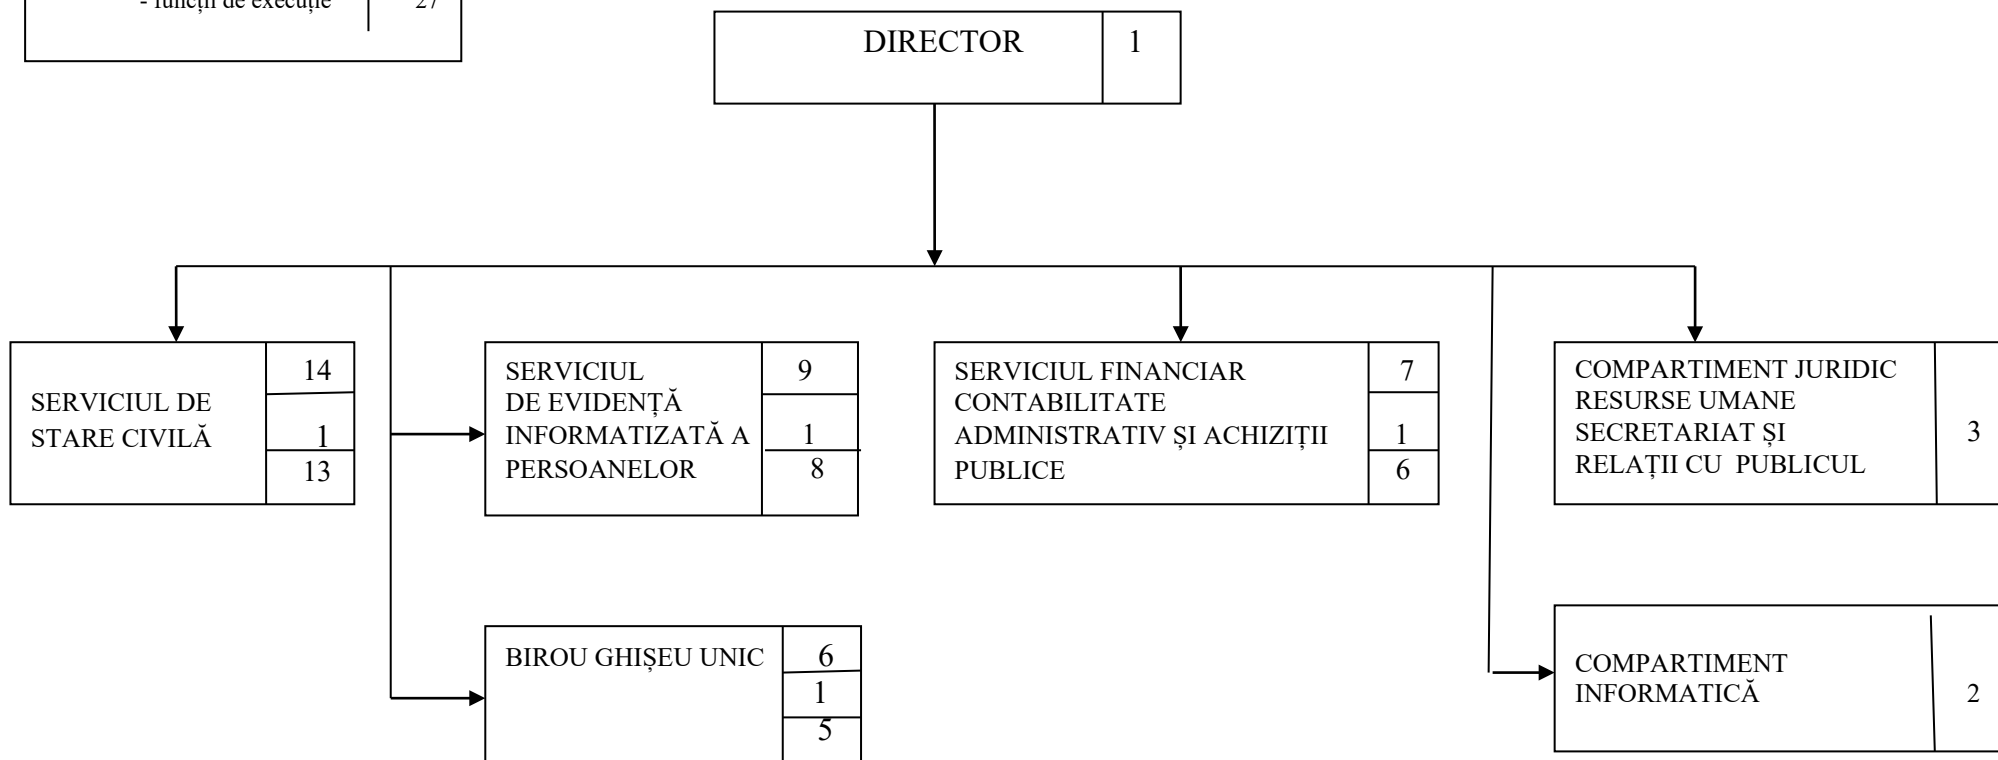 - funcții de execuție 27
DIRECTOR 1
SERVICIUL DE
STARE CIVILĂ
14
1
13
SERVICIUL
DE EVIDENȚĂ
INFORMATIZATĂ A
PERSOANELOR
9
1
8
SERVICIUL FINANCIAR
CONTABILITATE
ADMINISTRATIV ȘI ACHIZIȚII
PUBLICE
7
1
6
COMPARTIMENT JURIDIC
RESURSE UMANE
SECRETARIAT ȘI
RELAȚII CU PUBLICUL
3
BIROU GHIȘEU UNIC
6
1
5
COMPARTIMENT
INFORMATICĂ
2